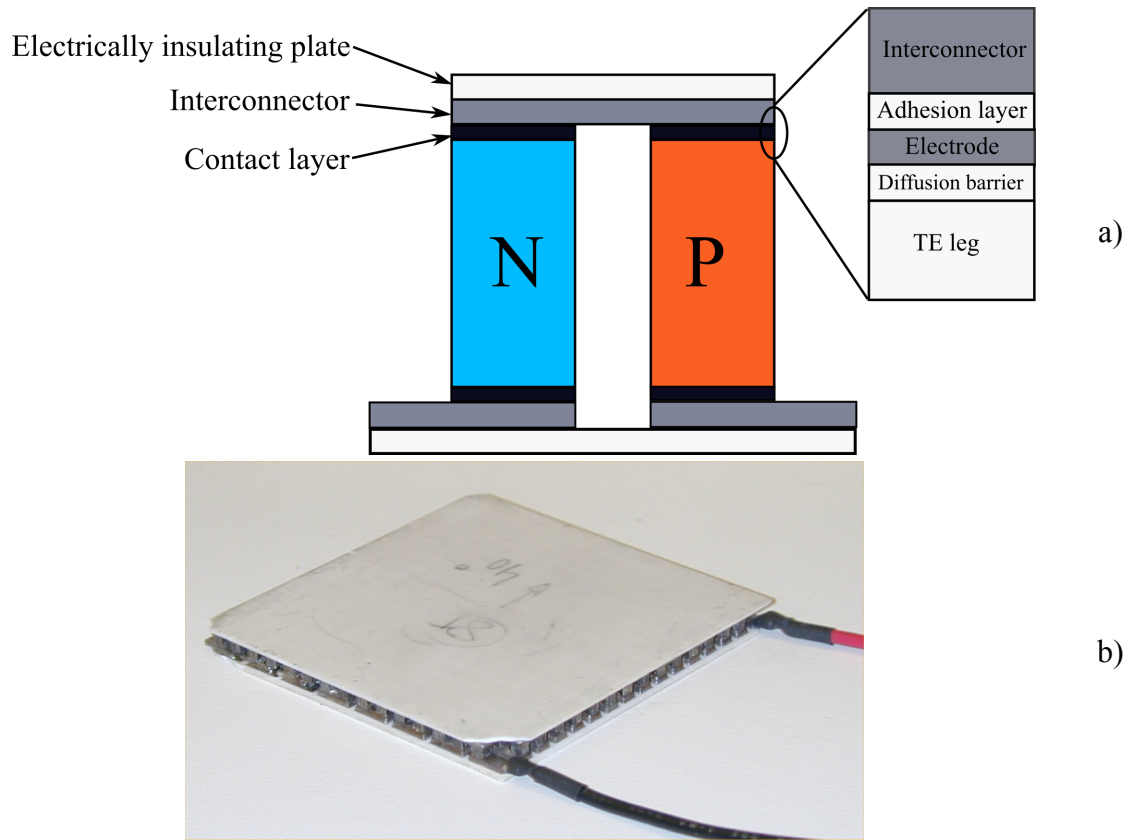 Electrically insulating plate
Interconnector
Contact layer
N
P
Interconnector
Adhesion layer
Electrode
Diffusion barrier
TE leg
a)
b)